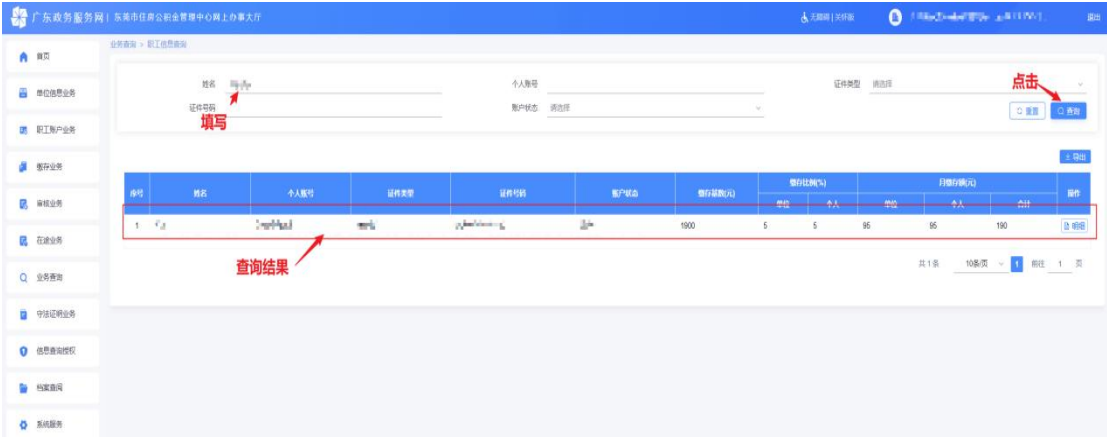 广东政务服务网 | 东莞市住房公积金管理中心网上办事大厅
无障碍 | 关怀版
退出
首页
单位信息业务
职工账户业务
缴存业务
审核业务
在途业务
业务查询
守法证明业务
信息查询授权
档案查阅
系统服务
业务查询 > 职工信息查询
姓名
个人账号
证件类型 请选择
点击
证件号码
账户状态 请选择
重置
查询
填写
导出
序号 姓名 个人账号 证件类型 证件号码 账户状态 缴存基数(元) 缴存比例(%) 月缴存额(元) 操作
单位 个人 单位 个人 合计
1 1900 5 5 95 95 190 明细
查询结果
共1条 10条/页 1 前往 1 页